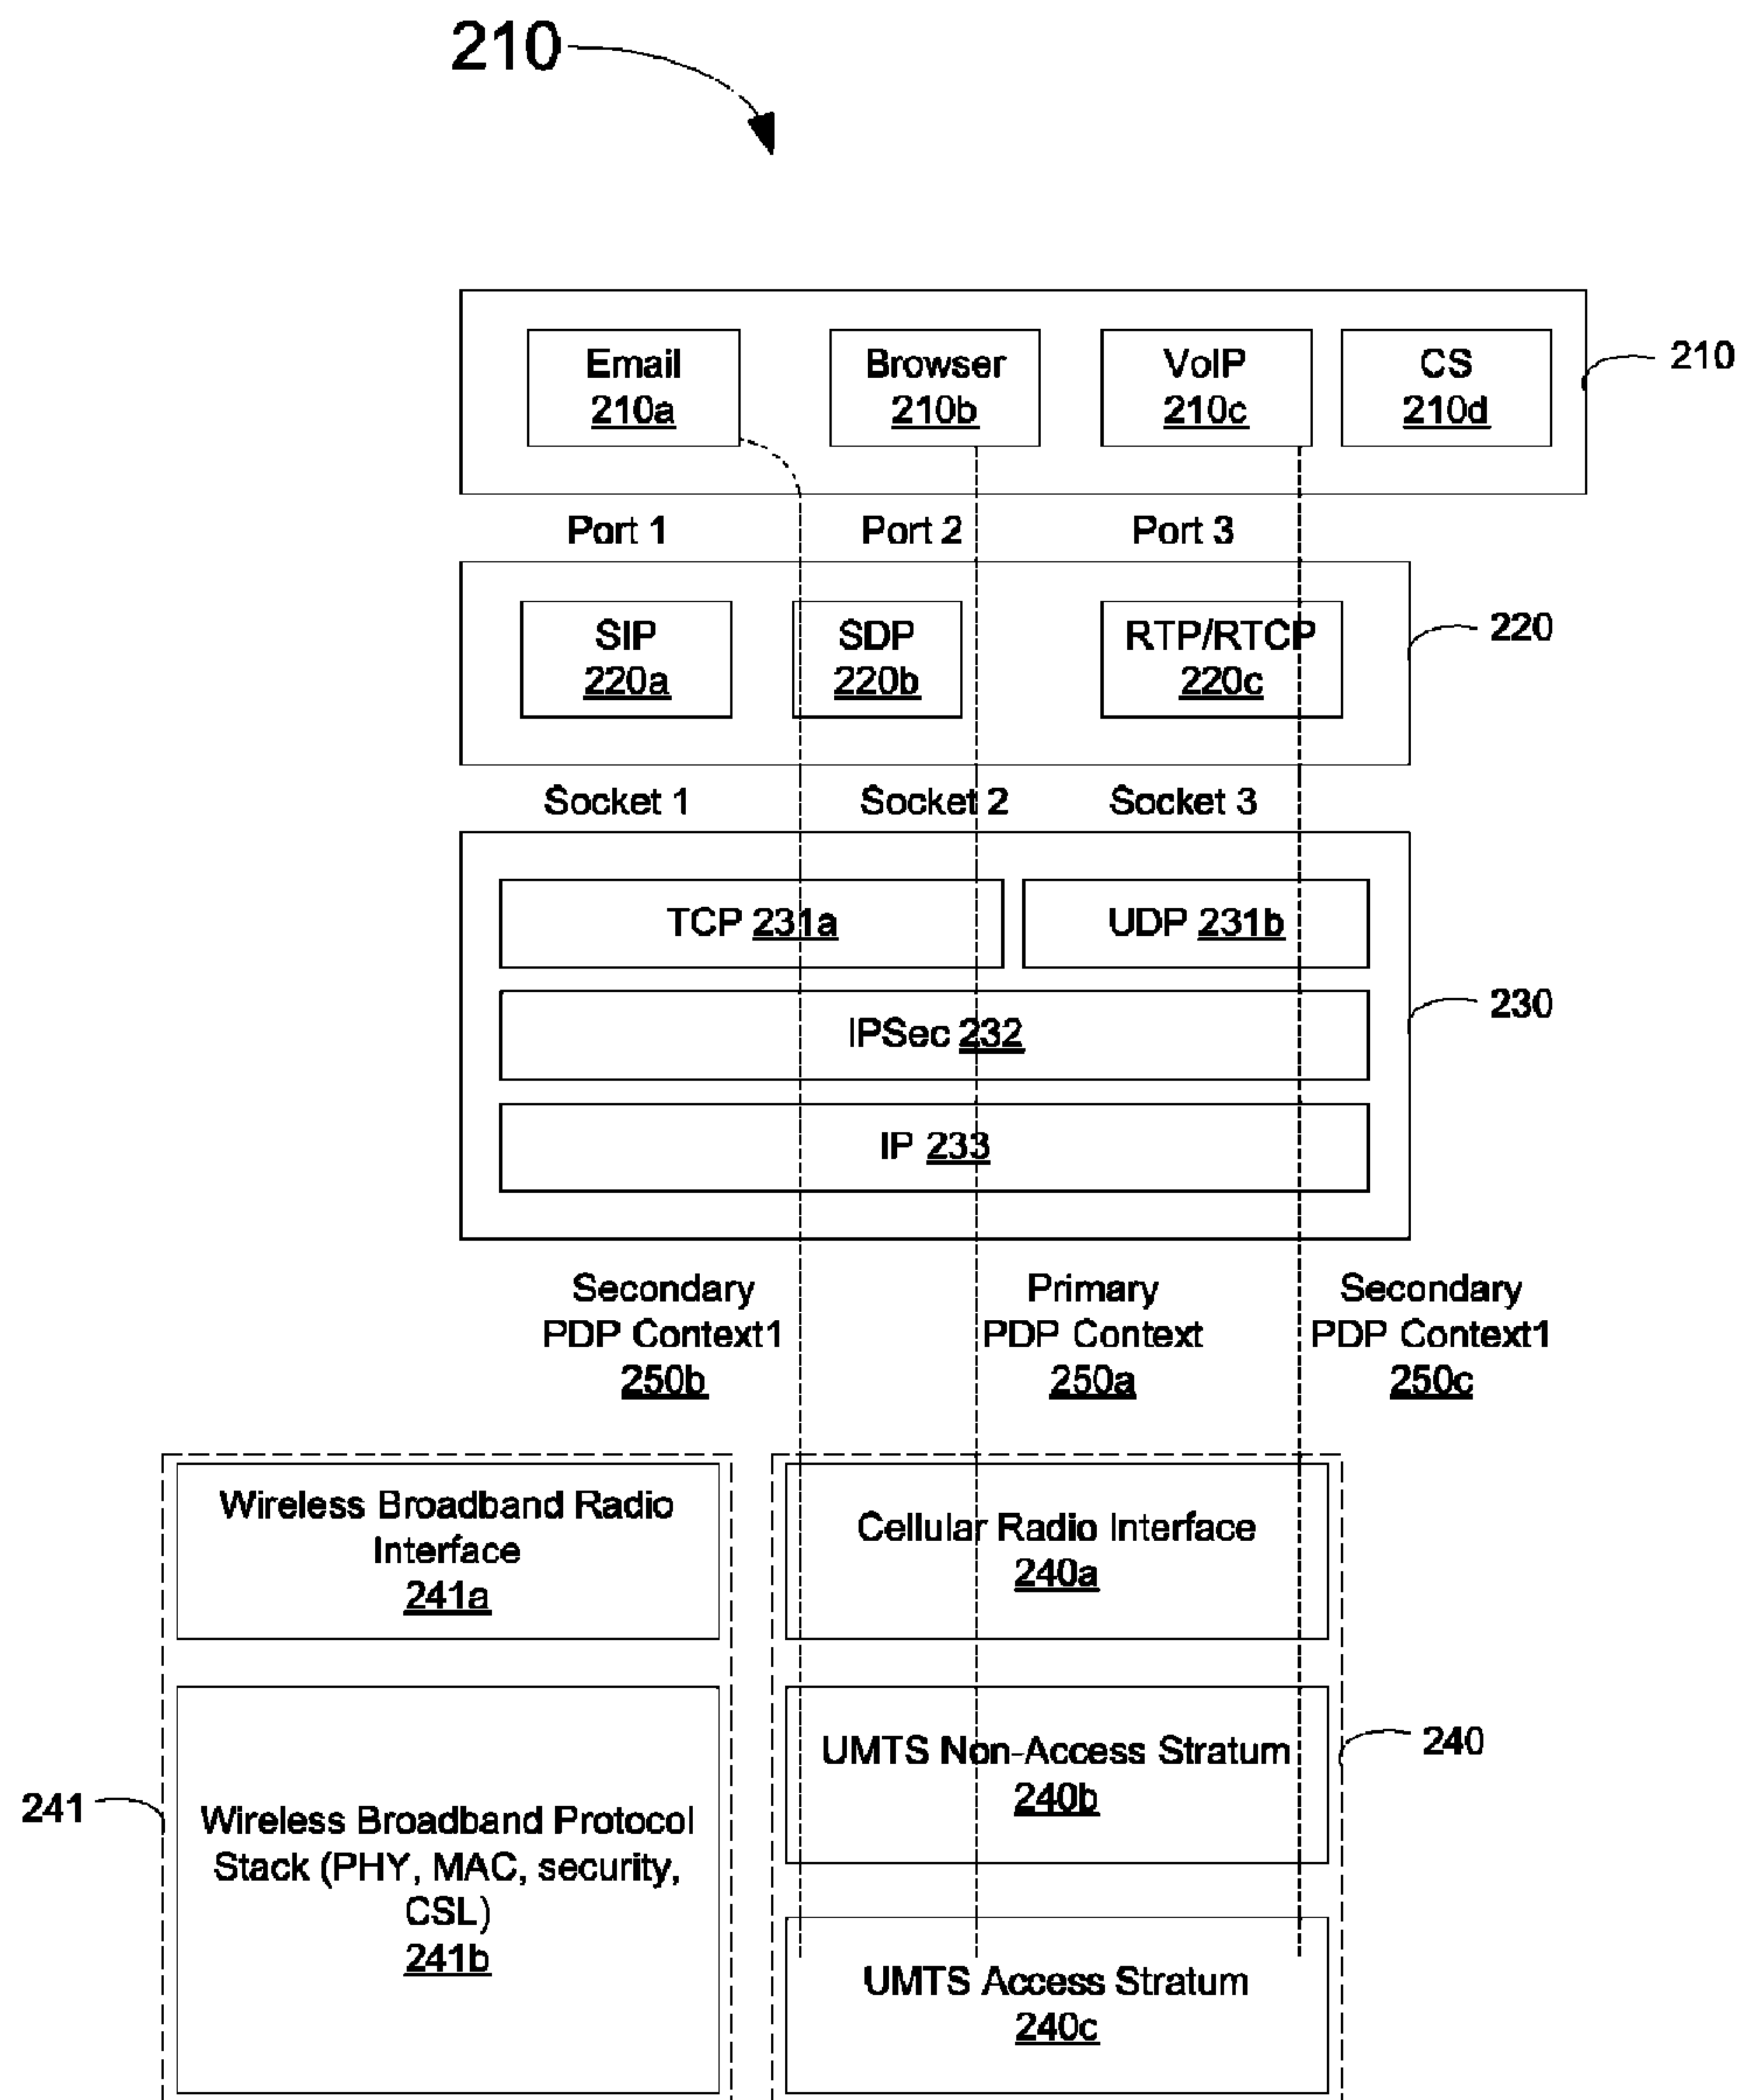 210
Email
210a
Browser
210b
VoIP
210c
CS
210d
210
Port 1
Port 2
Port 3
SIP
220a
SDP
220b
RTP/RTCP
220c
220
Socket 1
Socket 2
Socket 3
TCP 231a
UDP 231b
IPSec 232
IP 233
230
Secondary
PDP Context1
250b
Primary
PDP Context
250a
Secondary
PDP Context1
250c
Wireless Broadband Radio
Interface
241a
Cellular Radio Interface
240a
UMTS Non-Access Stratum
240b
240
241
Wireless Broadband Protocol
Stack (PHY, MAC, security,
CSL)
241b
UMTS Access Stratum
240c